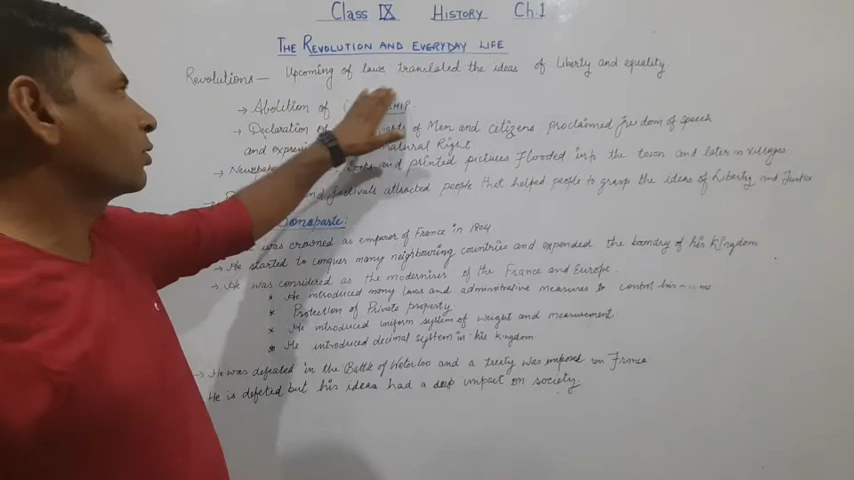 Class IX History Ch 1
The Revolution and Everyday Life
Revolutions — Upcoming of laws translated the ideas of Liberty and equality.
→ Abolition of
→ Declaration of of Men and citizens proclaimed freedom of speech
and natural Right
→ and printed pictures flooded into the town and later in villages
and festivals attracted people that helped people to grasp the ideas of Liberty and Justice
Bonaparte:
was crowned as emperor of France in 1804
→ He started to conquer many neighbouring countries and expended the of his Kingdom
→ He was considered as the moderniser of the France and Europe.
* He introduced many laws and measures to control his
* Protection of Private property
* He introduced uniform system of weight and measurement
* He introduced decimal system in his Kingdom
→ He was defeated in the Battle of Waterloo and a treety was imposed on France
He is defeted but his ideas had a deep impact on society.